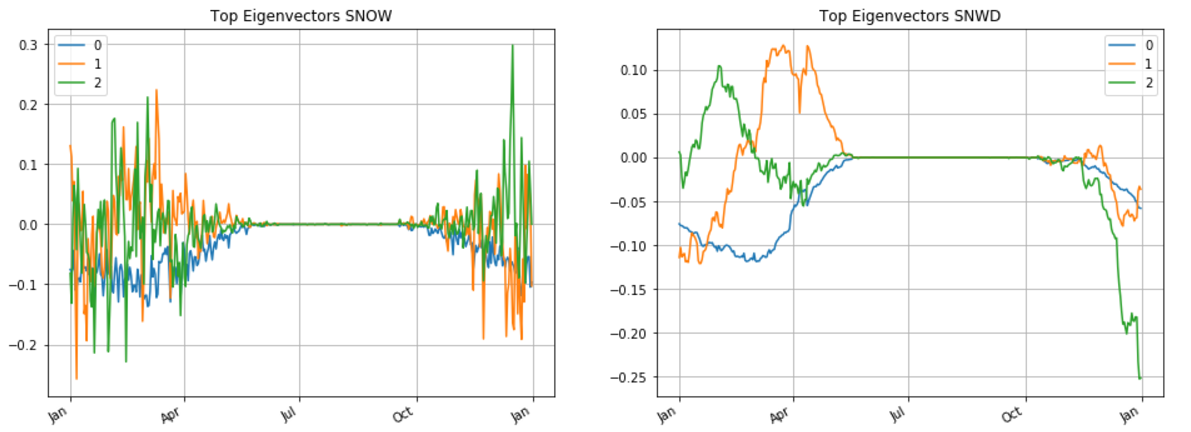 Top Eigenvectors SNOW
0
1
2
0.3
0.2
0.1
0.0
−0.1
−0.2
Jan
Apr
Jul
Oct
Jan
Top Eigenvectors SNWD
0
1
2
0.10
0.05
0.00
−0.05
−0.10
−0.15
−0.20
−0.25
Jan
Apr
Jul
Oct
Jan